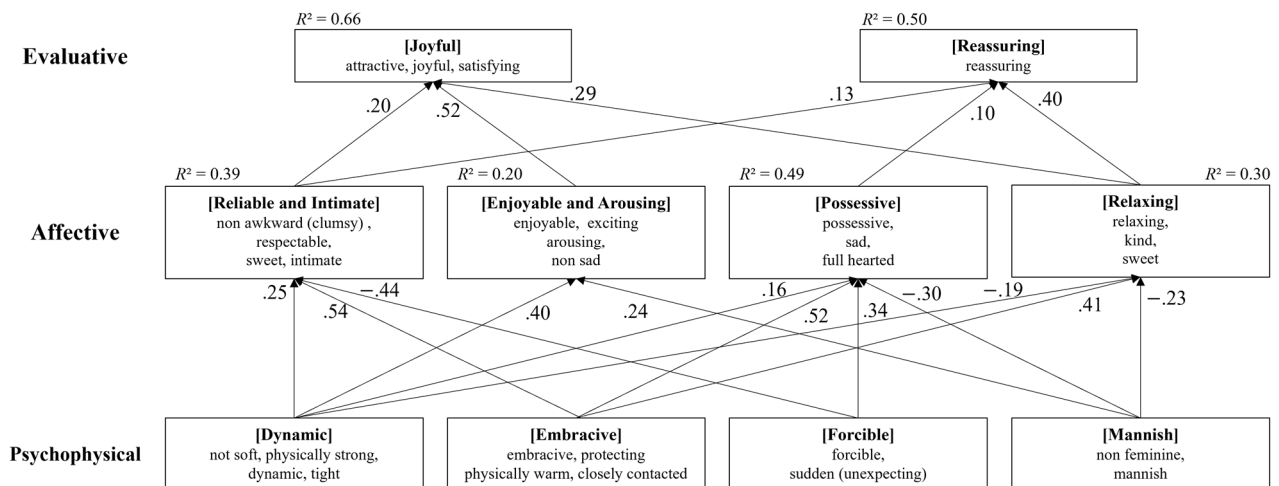 R² = 0.66
R² = 0.50
Evaluative
[Joyful]
attractive, joyful, satisfying
[Reassuring]
reassuring
.20
.52
.29
.13
.10
.40
R² = 0.39
R² = 0.20
R² = 0.49
R² = 0.30
Affective
[Reliable and Intimate]
non awkward (clumsy) ,
respectable,
sweet, intimate
[Enjoyable and Arousing]
enjoyable, exciting
arousing,
non sad
[Possessive]
possessive,
sad,
full hearted
[Relaxing]
relaxing,
kind,
sweet
.25
−.44
.54
.40
.24
.16
−.30
.52
.34
−.19
.41
−.23
Psychophysical
[Dynamic]
not soft, physically strong,
dynamic, tight
[Embracive]
embracive, protecting
physically warm, closely contacted
[Forcible]
forcible,
sudden (unexpecting)
[Mannish]
non feminine,
mannish